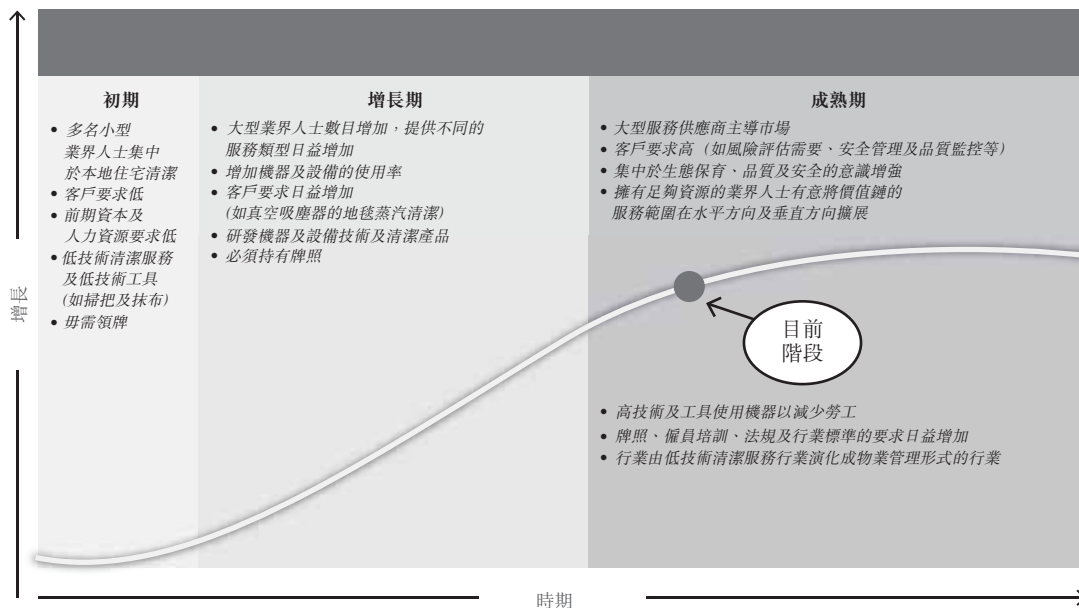 初期
• 多名小型
業界人士集中
於本地住宅清潔
• 客戶要求低
• 前期資本及
人力資源要求低
• 低技術清潔服務
及低技術工具
(如掃把及抹布)
• 毋需領牌
增長期
• 大型業界人士數目增加，提供不同的
服務類型日益增加
• 增加機器及設備的使用率
• 客戶要求日益增加
(如真空吸塵器的地毯蒸汽清潔)
• 研發機器及設備技術及清潔產品
• 必須持有牌照
成熟期
• 大型服務供應商主導市場
• 客戶要求高（如風險評估需要、安全管理及品質監控等）
• 集中於生態保育、品質及安全的意識增強
• 擁有足夠資源的業界人士有意將價值鏈的
服務範圍在水平方向及垂直方向擴展
目前
階段
• 高技術及工具使用機器以減少勞工
• 牌照、僱員培訓、法規及行業標準的要求日益增加
• 行業由低技術清潔服務行業演化成物業管理形式的行業
增長
時期